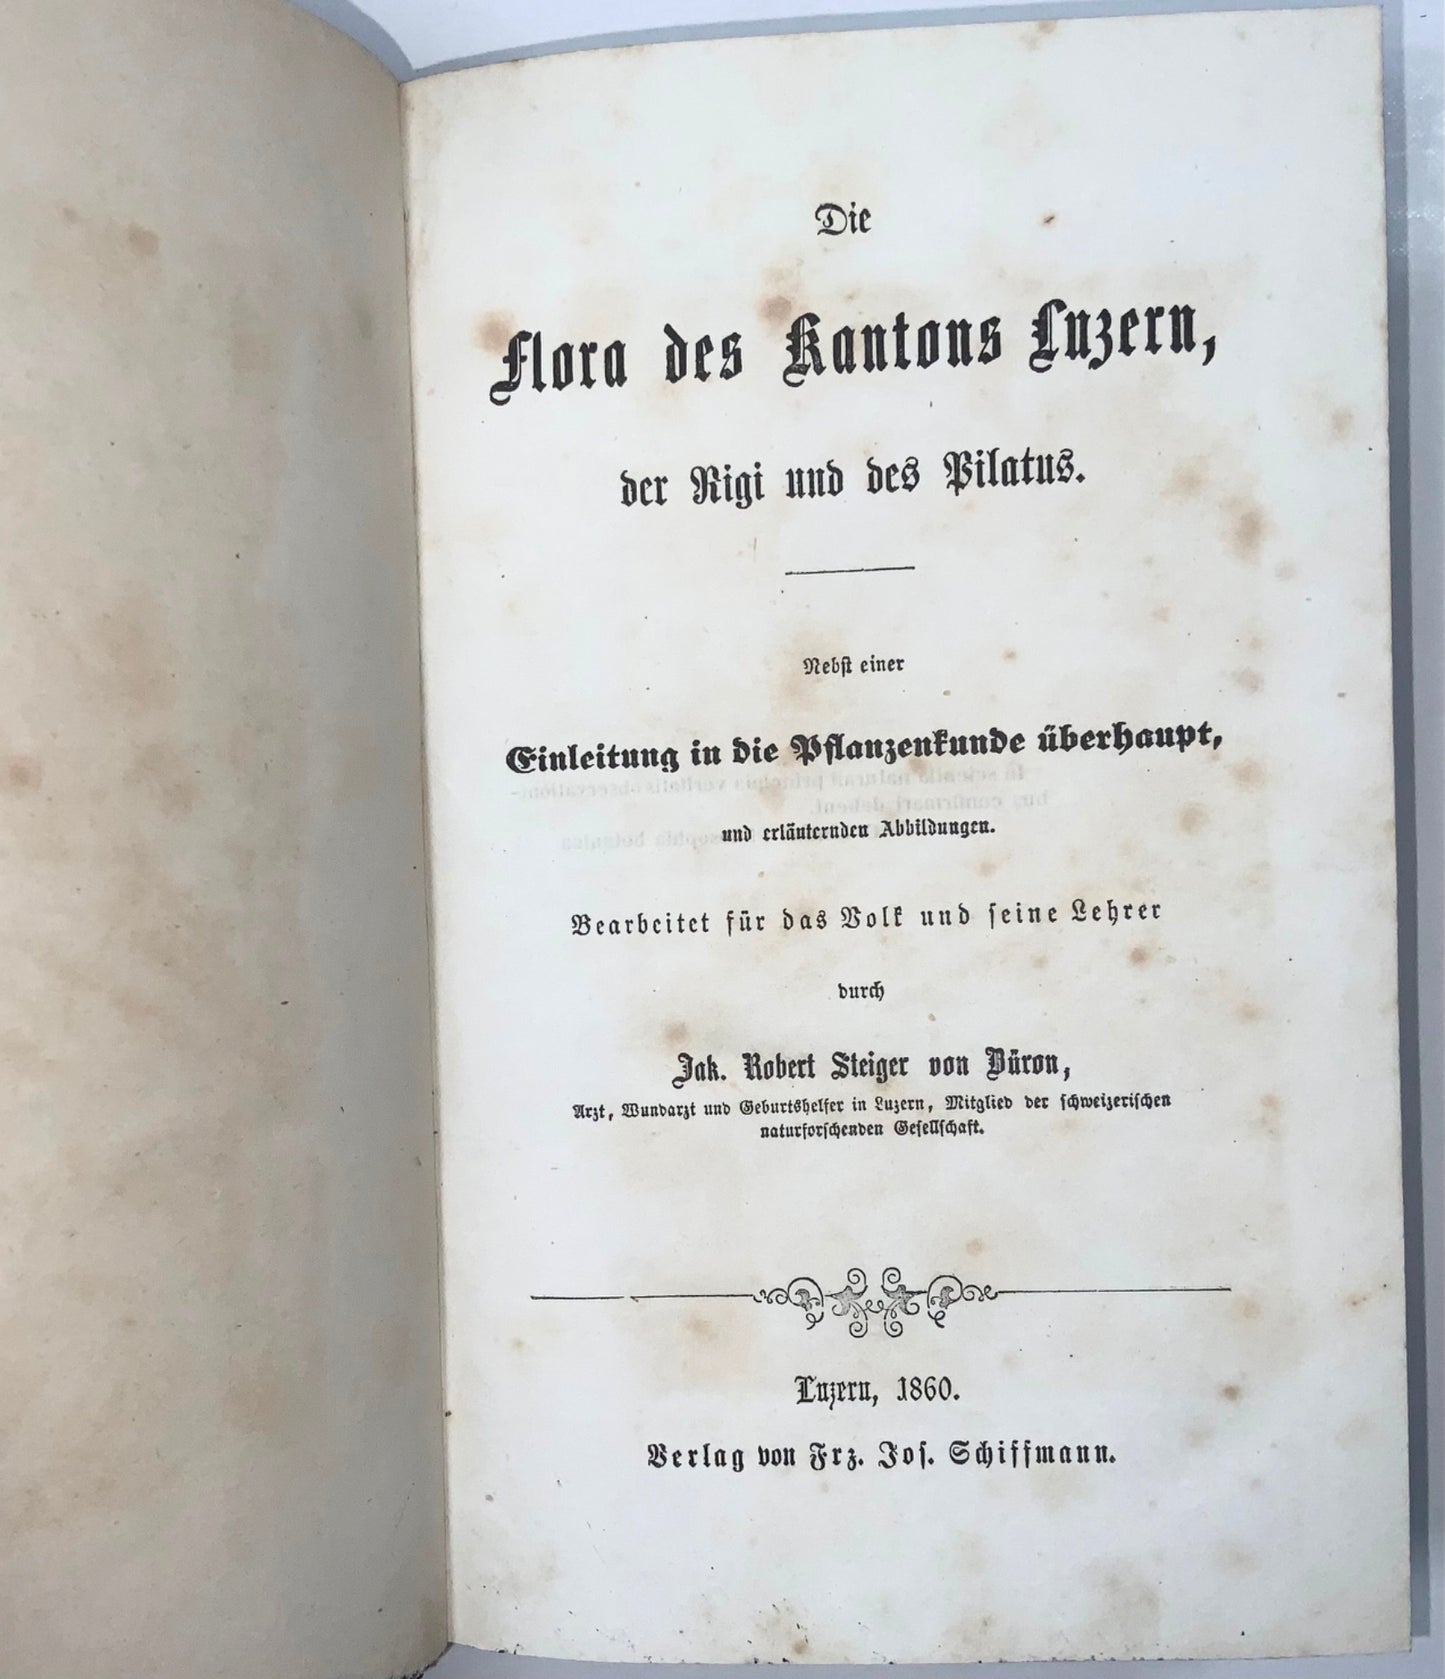 Die
Flora des Kantons Luzern,
der Rigi und des Pilatus.
Nebst einer
Einleitung in die Pflanzenkunde überhaupt,
und erläuternden Abbildungen.
Bearbeitet für das Volk und seine Lehrer
durch
Jak. Robert Steiger von Büron,
Arzt, Wundarzt und Geburtshelfer in Luzern, Mitglied der schweizerischen
naturforschenden Gesellschaft.
Luzern, 1860.
Verlag von Frz. Jos. Schiffmann.